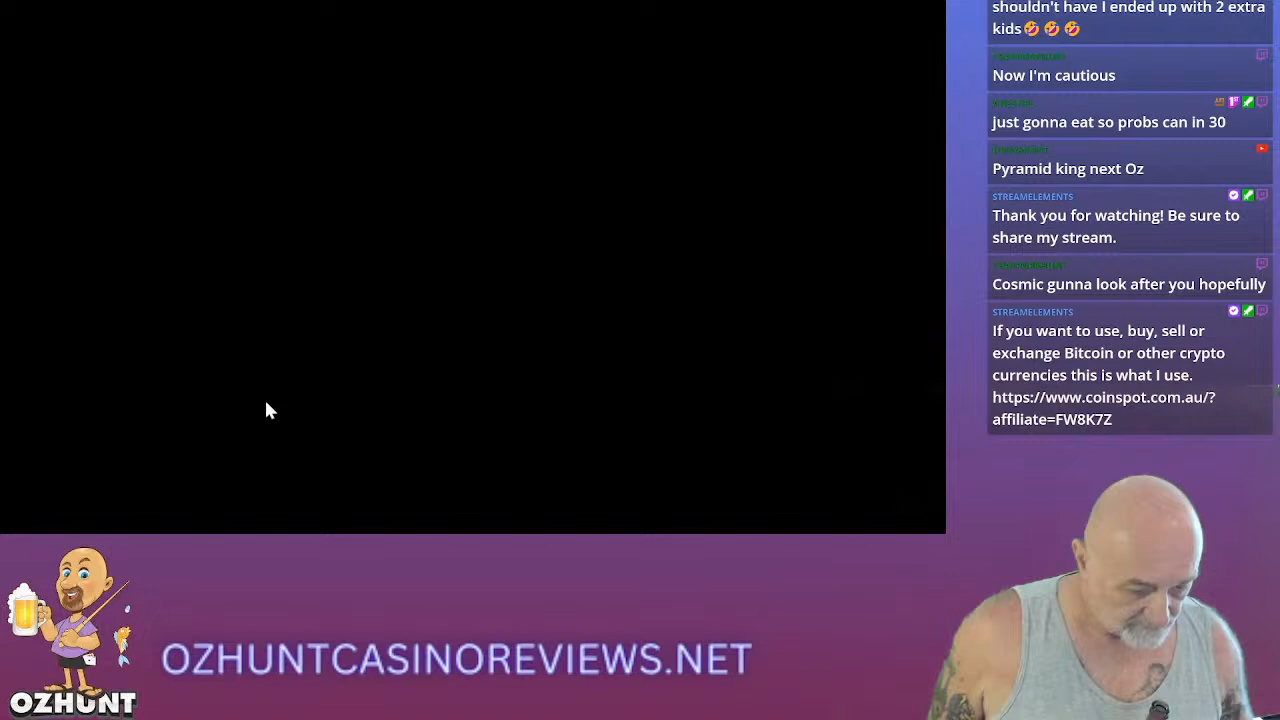 shouldn't have I ended up with 2 extra
kids🤣🤣🤣
Now I'm cautious
just gonna eat so probs can in 30
Pyramid king next Oz
STREAMELEMENTS
Thank you for watching! Be sure to
share my stream.
Cosmic gunna look after you hopefully
STREAMELEMENTS
If you want to use, buy, sell or
exchange Bitcoin or other crypto
currencies this is what I use.
https://www.coinspot.com.au/?
affiliate=FW8K7Z
OZHUNT
OZHUNTCASINOREVIEWS.NET